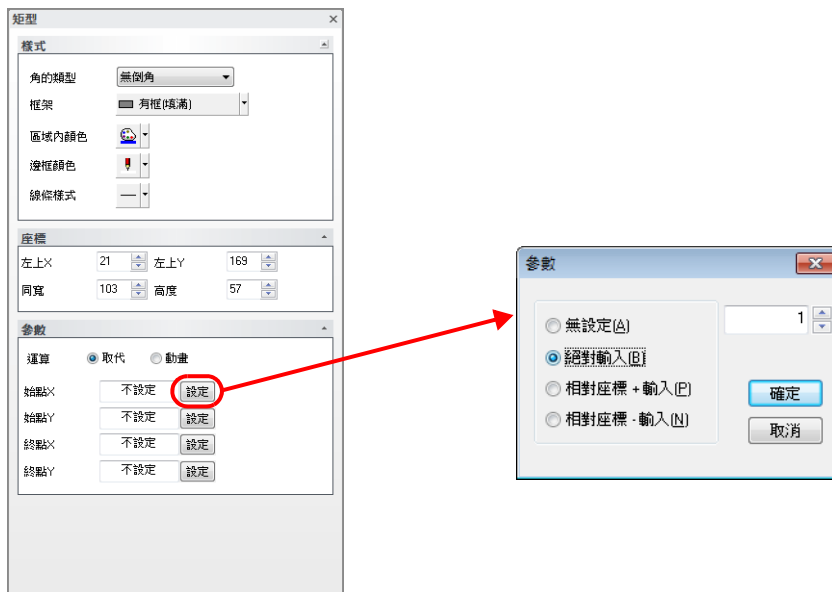 矩型
樣式
角的類型 無倒角
框架 有框(填滿)
區域內顏色
邊框顏色
線條樣式
座標
左上X 21 左上Y 169
同寬 103 高度 57
參數
運算 取代 動畫
始點X 不設定 設定
始點Y 不設定 設定
終點X 不設定 設定
終點Y 不設定 設定
參數
無設定(A) 1
絕對輸入(B)
相對座標 + 輸入(P) 確定
相對座標 - 輸入(N) 取消